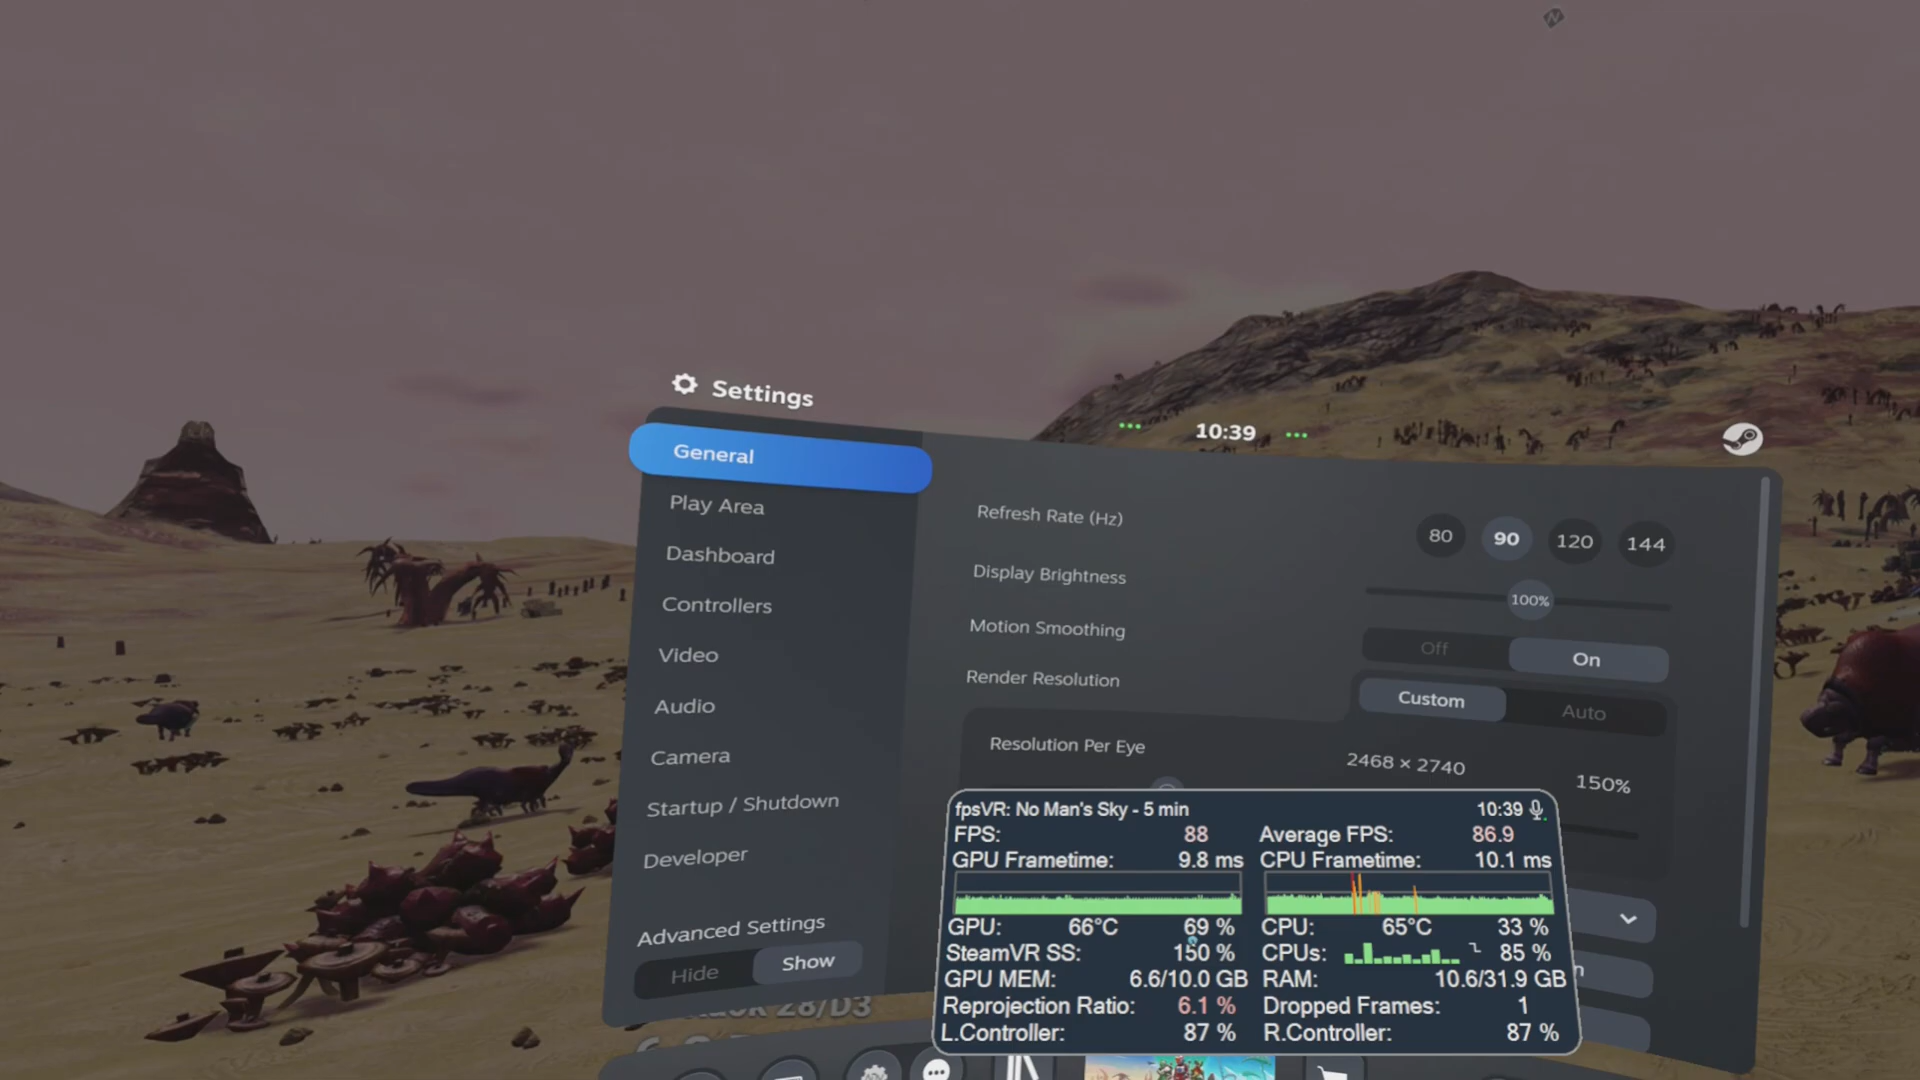 Settings
10:39
General
Play Area
Dashboard
Controllers
Video
Audio
Camera
Startup / Shutdown
Developer
Advanced Settings
Hide Show
Refresh Rate (Hz) 80 90 120 144
Display Brightness 100%
Motion Smoothing Off On
Render Resolution Custom Auto
Resolution Per Eye 2468 × 2740 150%
fpsVR: No Man's Sky - 5 min 10:39
FPS: 88 Average FPS: 86.9
GPU Frametime: 9.8 ms CPU Frametime: 10.1 ms
GPU: 66°C 69 % CPU: 65°C 33 %
SteamVR SS: 150 % CPUs: 85 %
GPU MEM: 6.6/10.0 GB RAM: 10.6/31.9 GB
Reprojection Ratio: 6.1 % Dropped Frames: 1
L.Controller: 87 % R.Controller: 87 %
28/D3